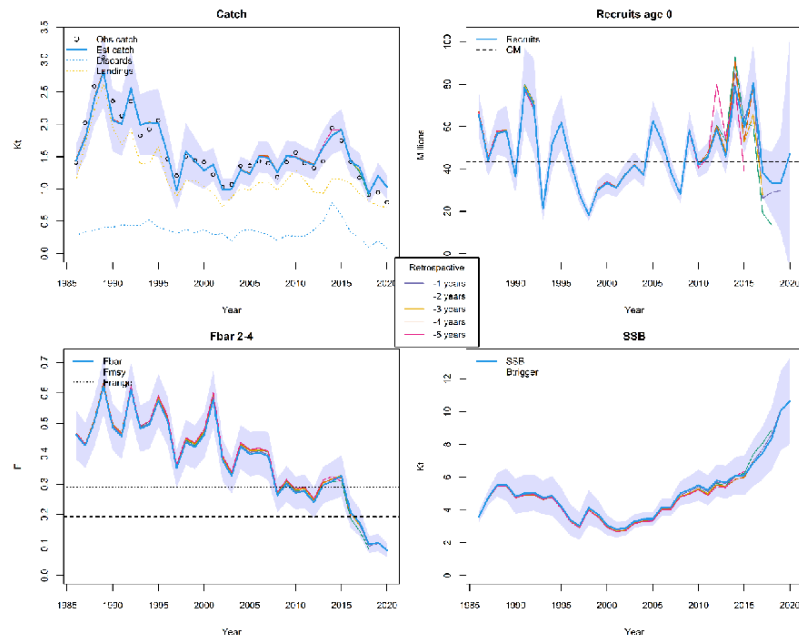 Catch
3.5
3.0
2.5
2.0
1.5
1.0
0.5
0.0
Kt
Obs catch
Est catch
Discards
Landings
1985 1990 1995 2000 2005 2010 2015 2020
Year
Recruits age 0
100
80
60
40
20
0
Millions
Recruits
GM
1985 1990 1995 2000 2005 2010 2015 2020
Year
Retrospective
-1 years
-2 years
-3 years
-4 years
-5 years
Fbar 2-4
0.7
0.6
0.5
0.4
0.3
0.2
0.1
0.0
F
Fbar
Fmsy
Frange
1985 1990 1995 2000 2005 2010 2015 2020
Year
SSB
12
10
8
6
4
2
0
Kt
SSB
Btrigger
1985 1990 1995 2000 2005 2010 2015 2020
Year